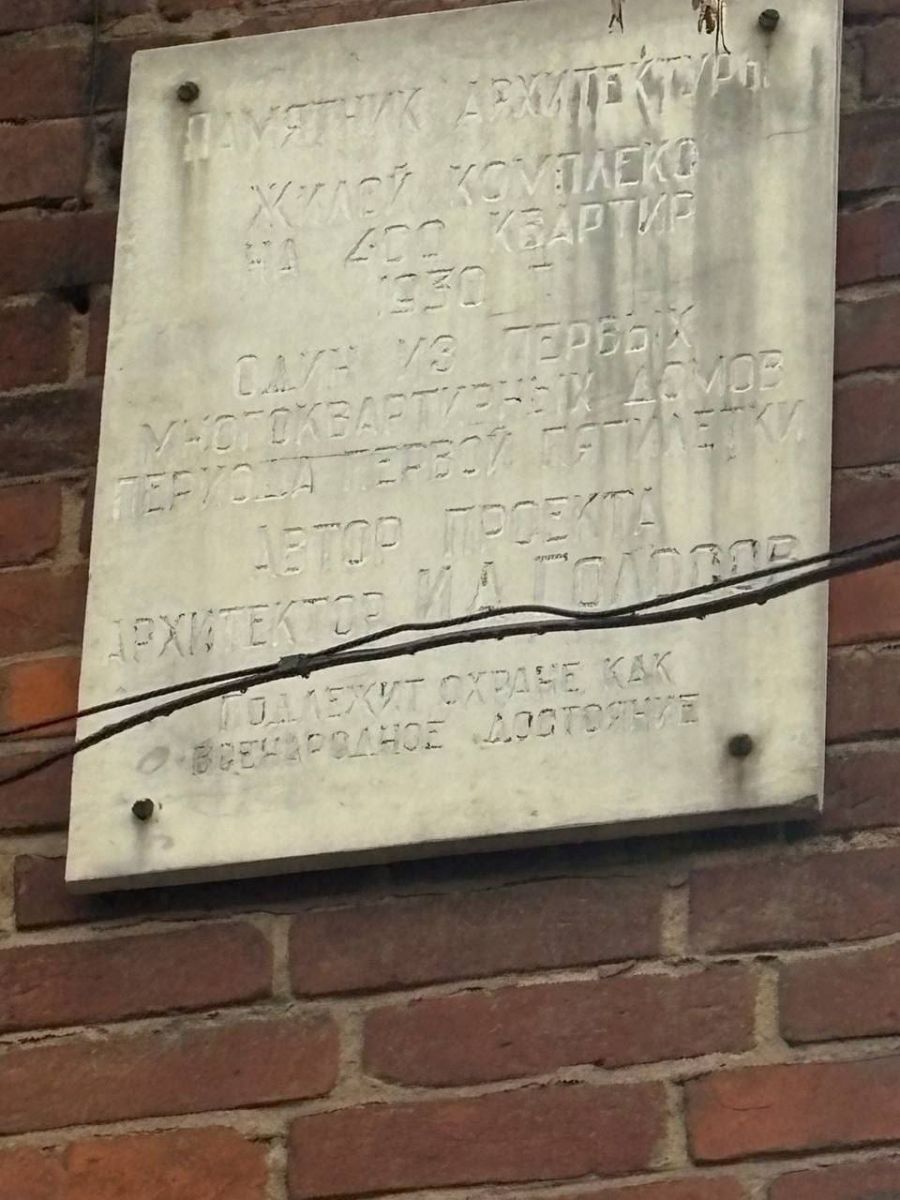 ПАМЯТНИК АРХИТЕКТУРЫ
ЖИЛОЙ КОМПЛЕКС
НА 400 КВАРТИР
1930 Г
ОДИН ИЗ ПЕРВЫХ
МНОГОКВАРТИРНЫХ ДОМОВ
ПЕРИОДА ПЕРВОЙ ПЯТИЛЕТКИ
АВТОР ПРОЕКТА
АРХИТЕКТОР И А ГОЛОСОВ
ПОДЛЕЖИТ ОХРАНЕ КАК
ВСЕНАРОДНОЕ ДОСТОЯНИЕ